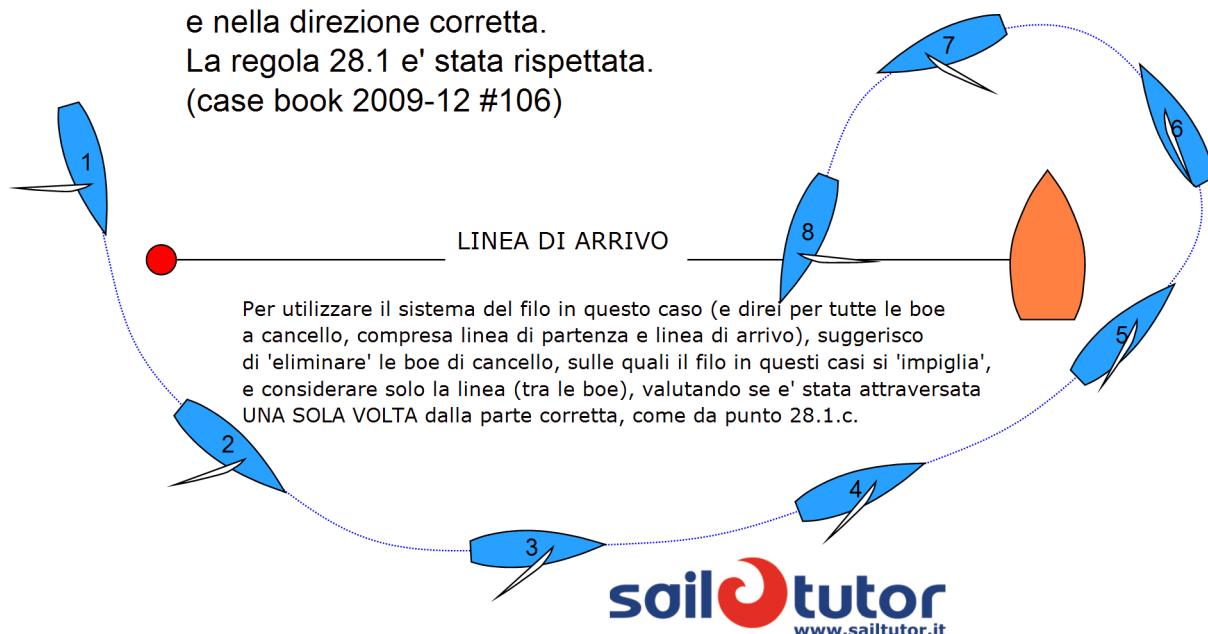 e nella direzione corretta.
La regola 28.1 e' stata rispettata.
(case book 2009-12 #106)
7
6
1
8
LINEA DI ARRIVO
Per utilizzare il sistema del filo in questo caso (e direi per tutte le boe
a cancello, compresa linea di partenza e linea di arrivo), suggerisco
di 'eliminare' le boe di cancello, sulle quali il filo in questi casi si 'impiglia',
e considerare solo la linea (tra le boe), valutando se e' stata attraversata
UNA SOLA VOLTA dalla parte corretta, come da punto 28.1.c.
5
2
4
3
sailtutor
www.sailtutor.it